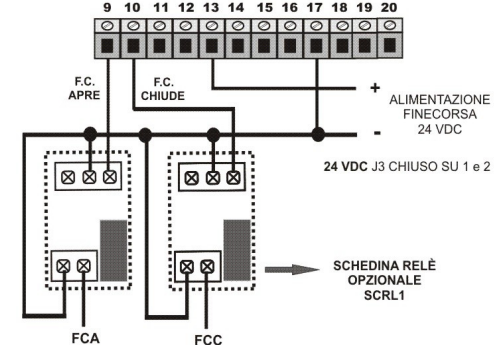 9 10 11 12 13 14 15 16 17 18 19 20
F.C.
APRE
F.C.
CHIUDE
+
ALIMENTAZIONE
FINECORSA
24 VDC
-
24 VDC J3 CHIUSO SU 1 e 2
SCHEDINA RELÈ
OPZIONALE
SCRL1
FCA
FCC